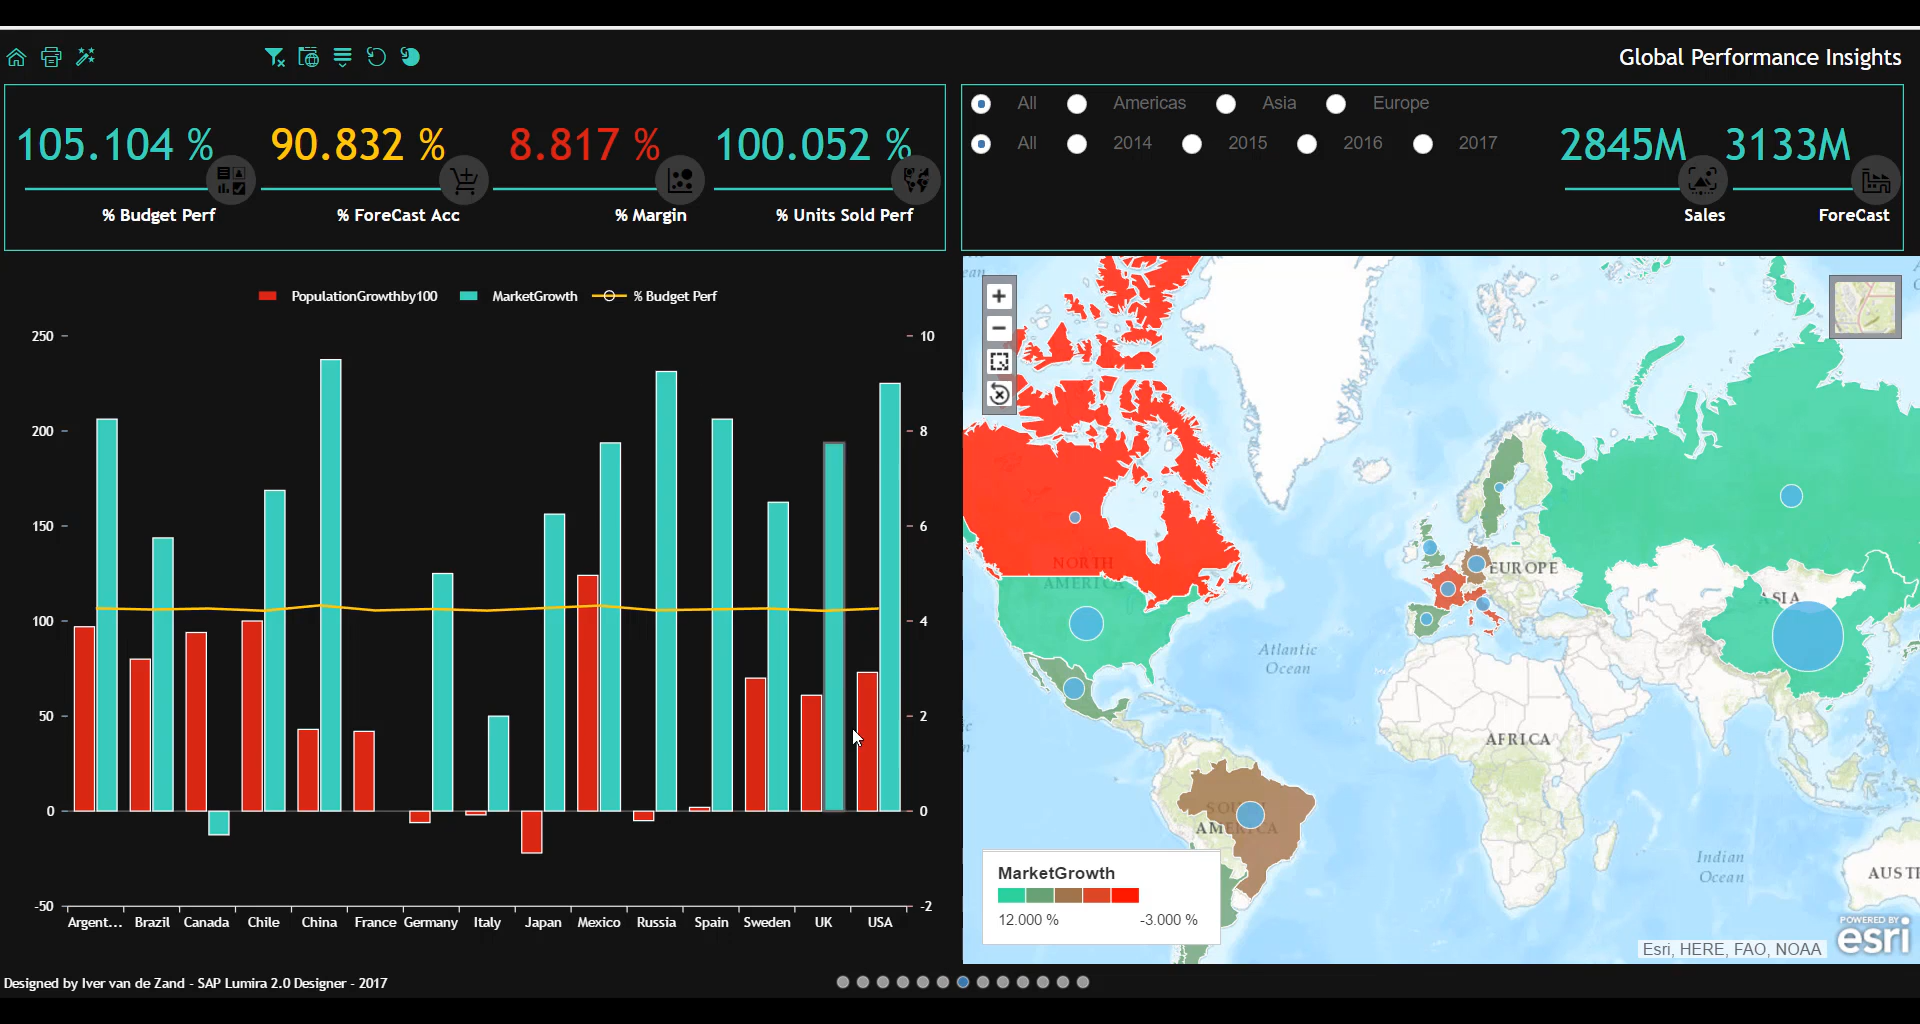 Global Performance Insights
105.104 %
90.832 %
8.817 %
100.052 %
% Budget Perf
% ForeCast Acc
% Margin
% Units Sold Perf
All Americas Asia Europe
All 2014 2015 2016 2017
2845M
3133M
Sales
ForeCast
PopulationGrowthby100 MarketGrowth % Budget Perf
250
200
150
100
50
0
-50
10
8
6
4
2
0
-2
Argent... Brazil Canada Chile China France Germany Italy Japan Mexico Russia Spain Sweden UK USA
ean
NORTH
AMERICA
EUROPE
ASIA
Atlantic
Ocean
AFRICA
SOUTH
AMERICA
Indian
Ocean
AUST
MarketGrowth
12.000 % -3.000 %
POWERED BY
esri
Esri, HERE, FAO, NOAA
Designed by Iver van de Zand - SAP Lumira 2.0 Designer - 2017